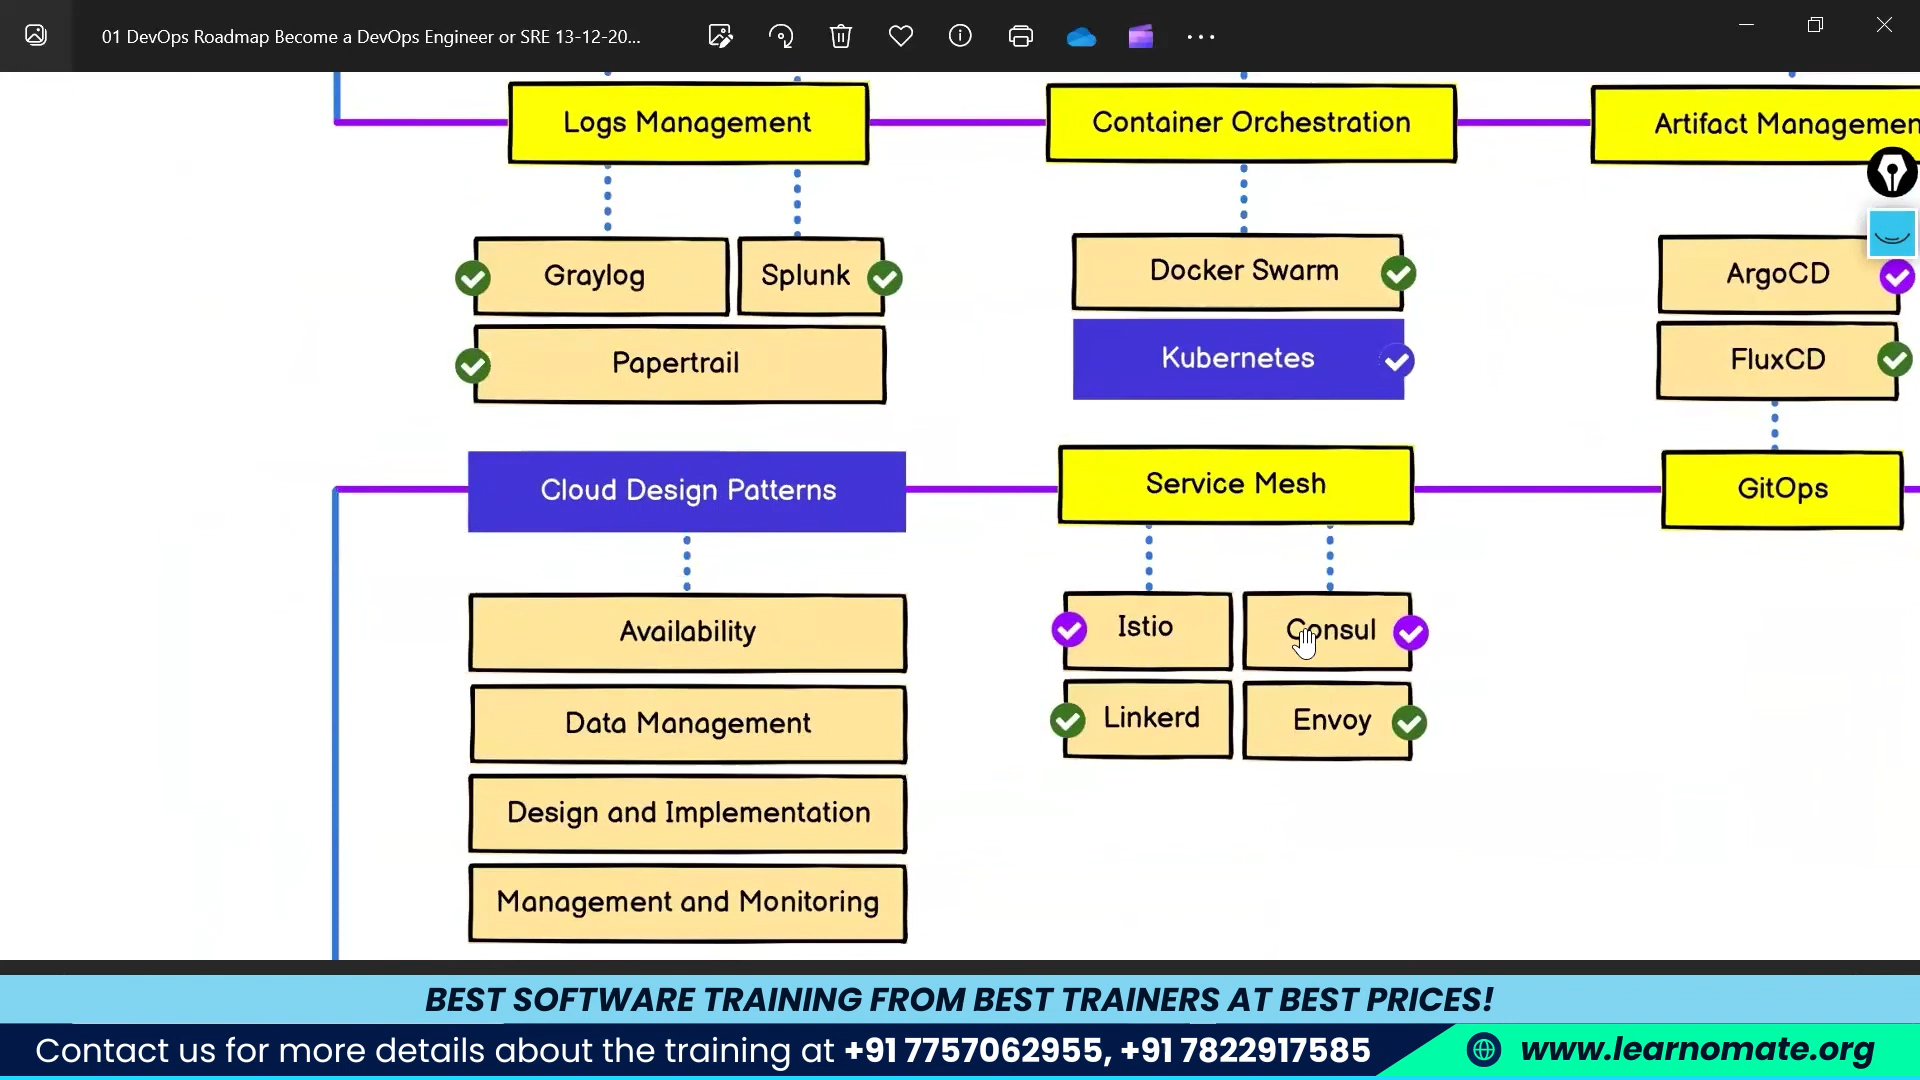 01 DevOps Roadmap Become a DevOps Engineer or SRE 13-12-20...
Logs Management
Container Orchestration
Artifact Managemen
Graylog
Splunk
Papertrail
Docker Swarm
Kubernetes
ArgoCD
FluxCD
Cloud Design Patterns
Service Mesh
GitOps
Availability
Data Management
Design and Implementation
Management and Monitoring
Istio
Consul
Linkerd
Envoy
BEST SOFTWARE TRAINING FROM BEST TRAINERS AT BEST PRICES!
Contact us for more details about the training at +91 7757062955, +91 7822917585
www.learnomate.org